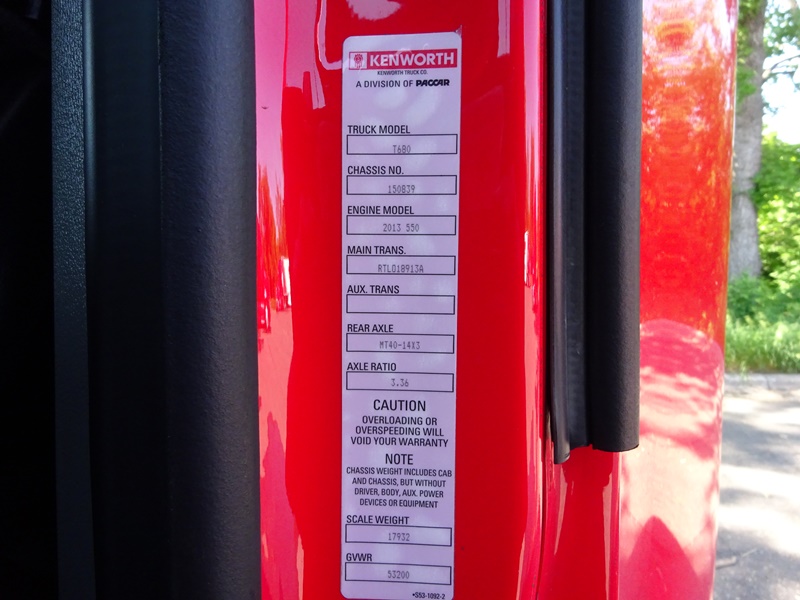 KENWORTH
KENWORTH TRUCK CO.
A DIVISION OF PACCAR
TRUCK MODEL
T680
CHASSIS NO.
150839
ENGINE MODEL
2013 550
MAIN TRANS.
RTLO18913A
AUX. TRANS
REAR AXLE
MT40-14X3
AXLE RATIO
3.36
CAUTION
OVERLOADING OR
OVERSPEEDING WILL
VOID YOUR WARRANTY
NOTE
CHASSIS WEIGHT INCLUDES CAB
AND CHASSIS, BUT WITHOUT
DRIVER, BODY, AUX. POWER
DEVICES OR EQUIPMENT
SCALE WEIGHT
17932
GVWR
53200
•S53-1092-2